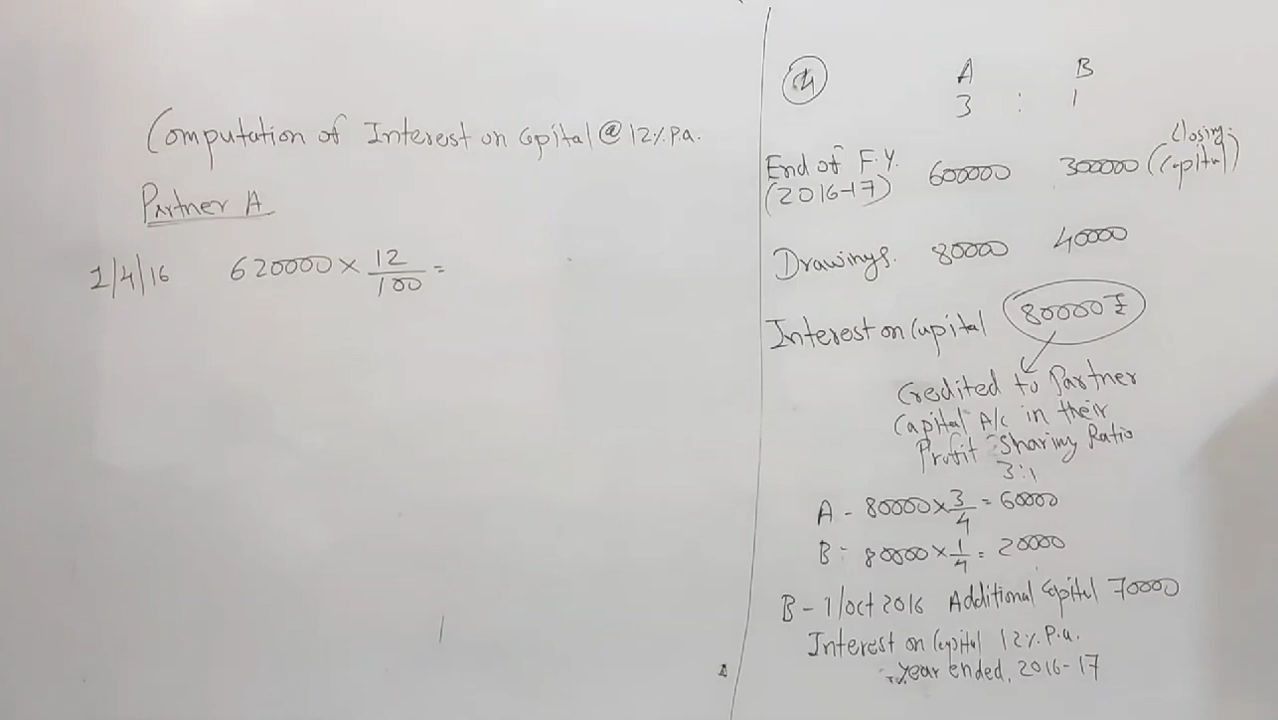 Computation of Interest on Capital @ 12% P.a.
Partner A
1/4/16 620000 × 12/100 =
4
A B
3 : 1
End of F.Y. (2016-17) 600000 300000 (Closing Capital)
Drawings. 80000 40000
Interest on Capital 80000 ₹
Credited to Partner
Capital A/c in their
Profit Sharing Ratio
3:1
A - 80000 × 3/4 = 60000
B - 80000 × 1/4 = 20000
B - 1/oct 2016 Additional Capital 70000
Interest on Capital 12% P.a.
year ended, 2016-17